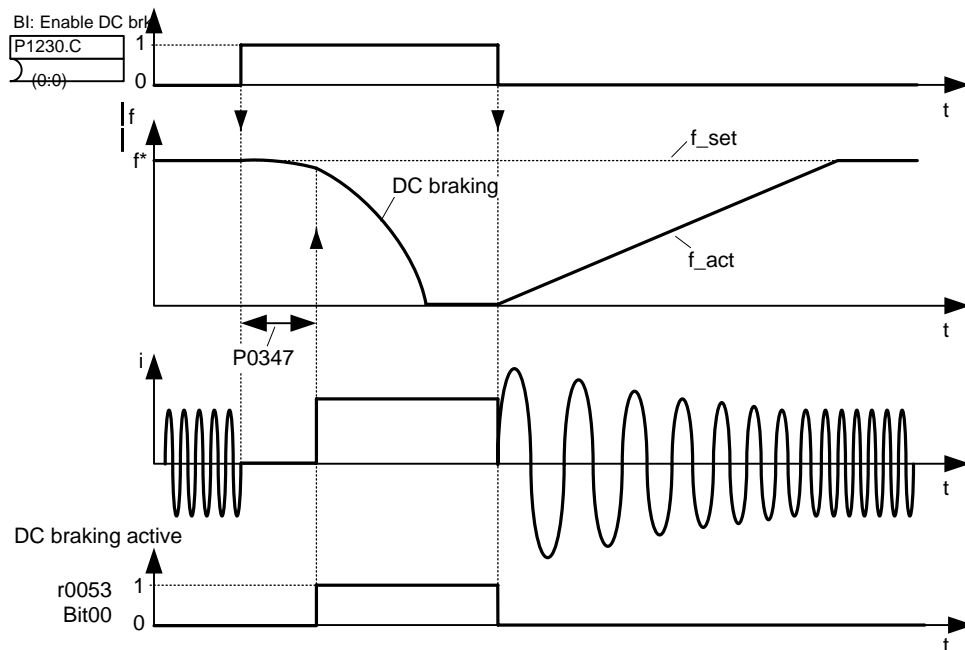 BI: Enable DC brk
P1230.C
(0:0)
1
0
t
f
f*
f_set
DC braking
f_act
t
P0347
i
t
DC braking active
r0053
Bit00
1
0
t